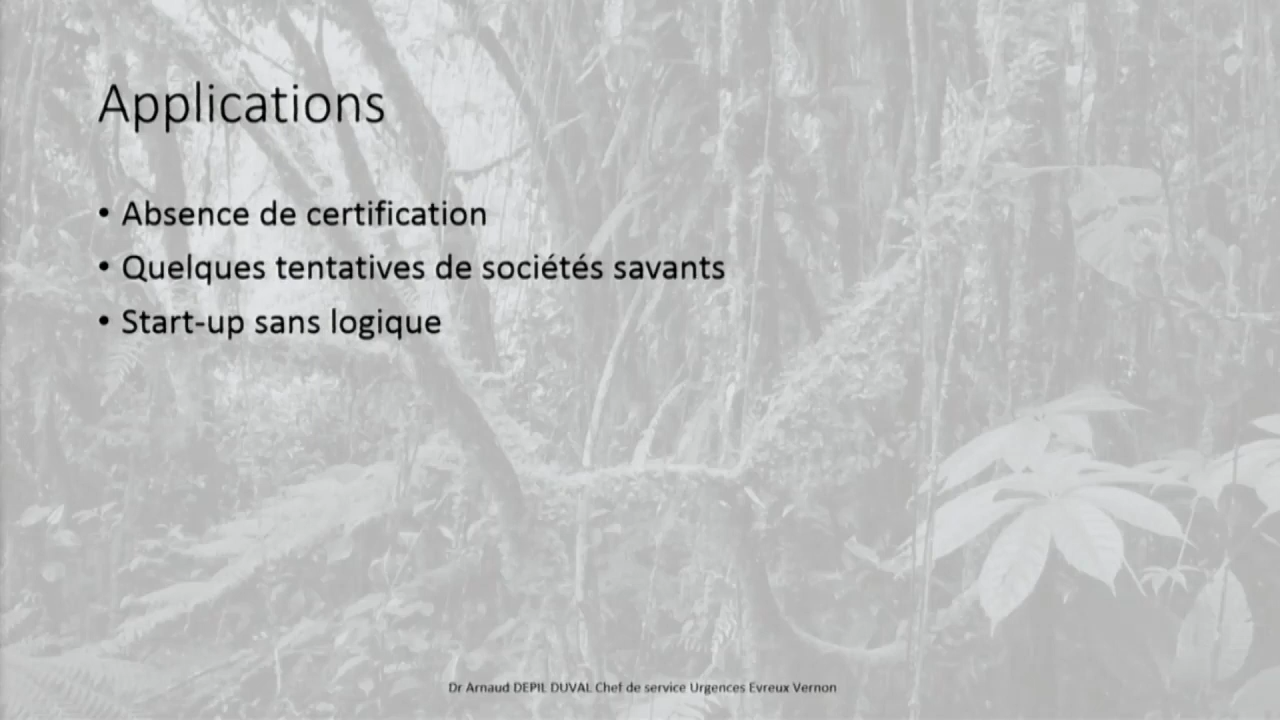 Applications
• Absence de certification
• Quelques tentatives de sociétés savants
• Start-up sans logique
Dr Arnaud DEPIL DUVAL Chef de service Urgences Evreux Vernon